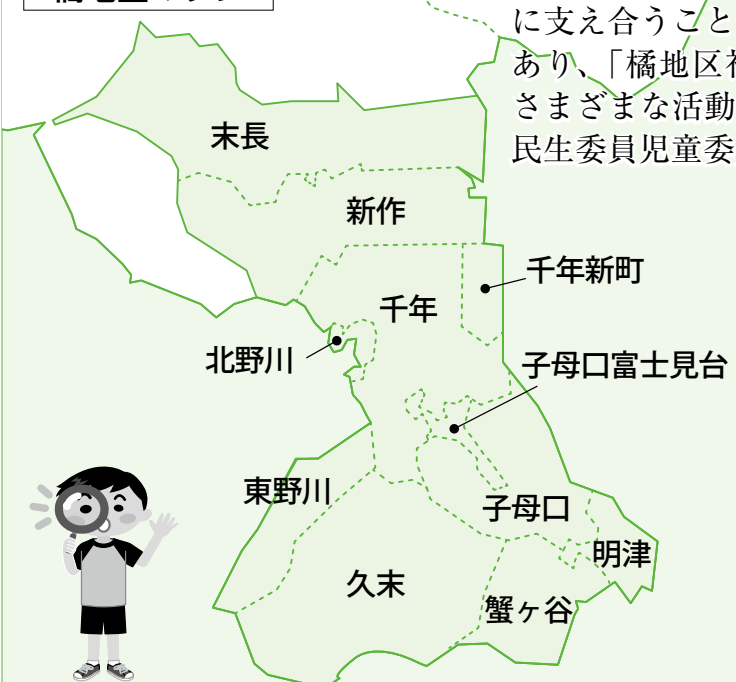 に支え合うこと
あり、「橘地区社
さまざまな活動
民生委員児童委
末長
新作
千年新町
千年
北野川
子母口富士見台
東野川
子母口
明津
久末
蟹ヶ谷